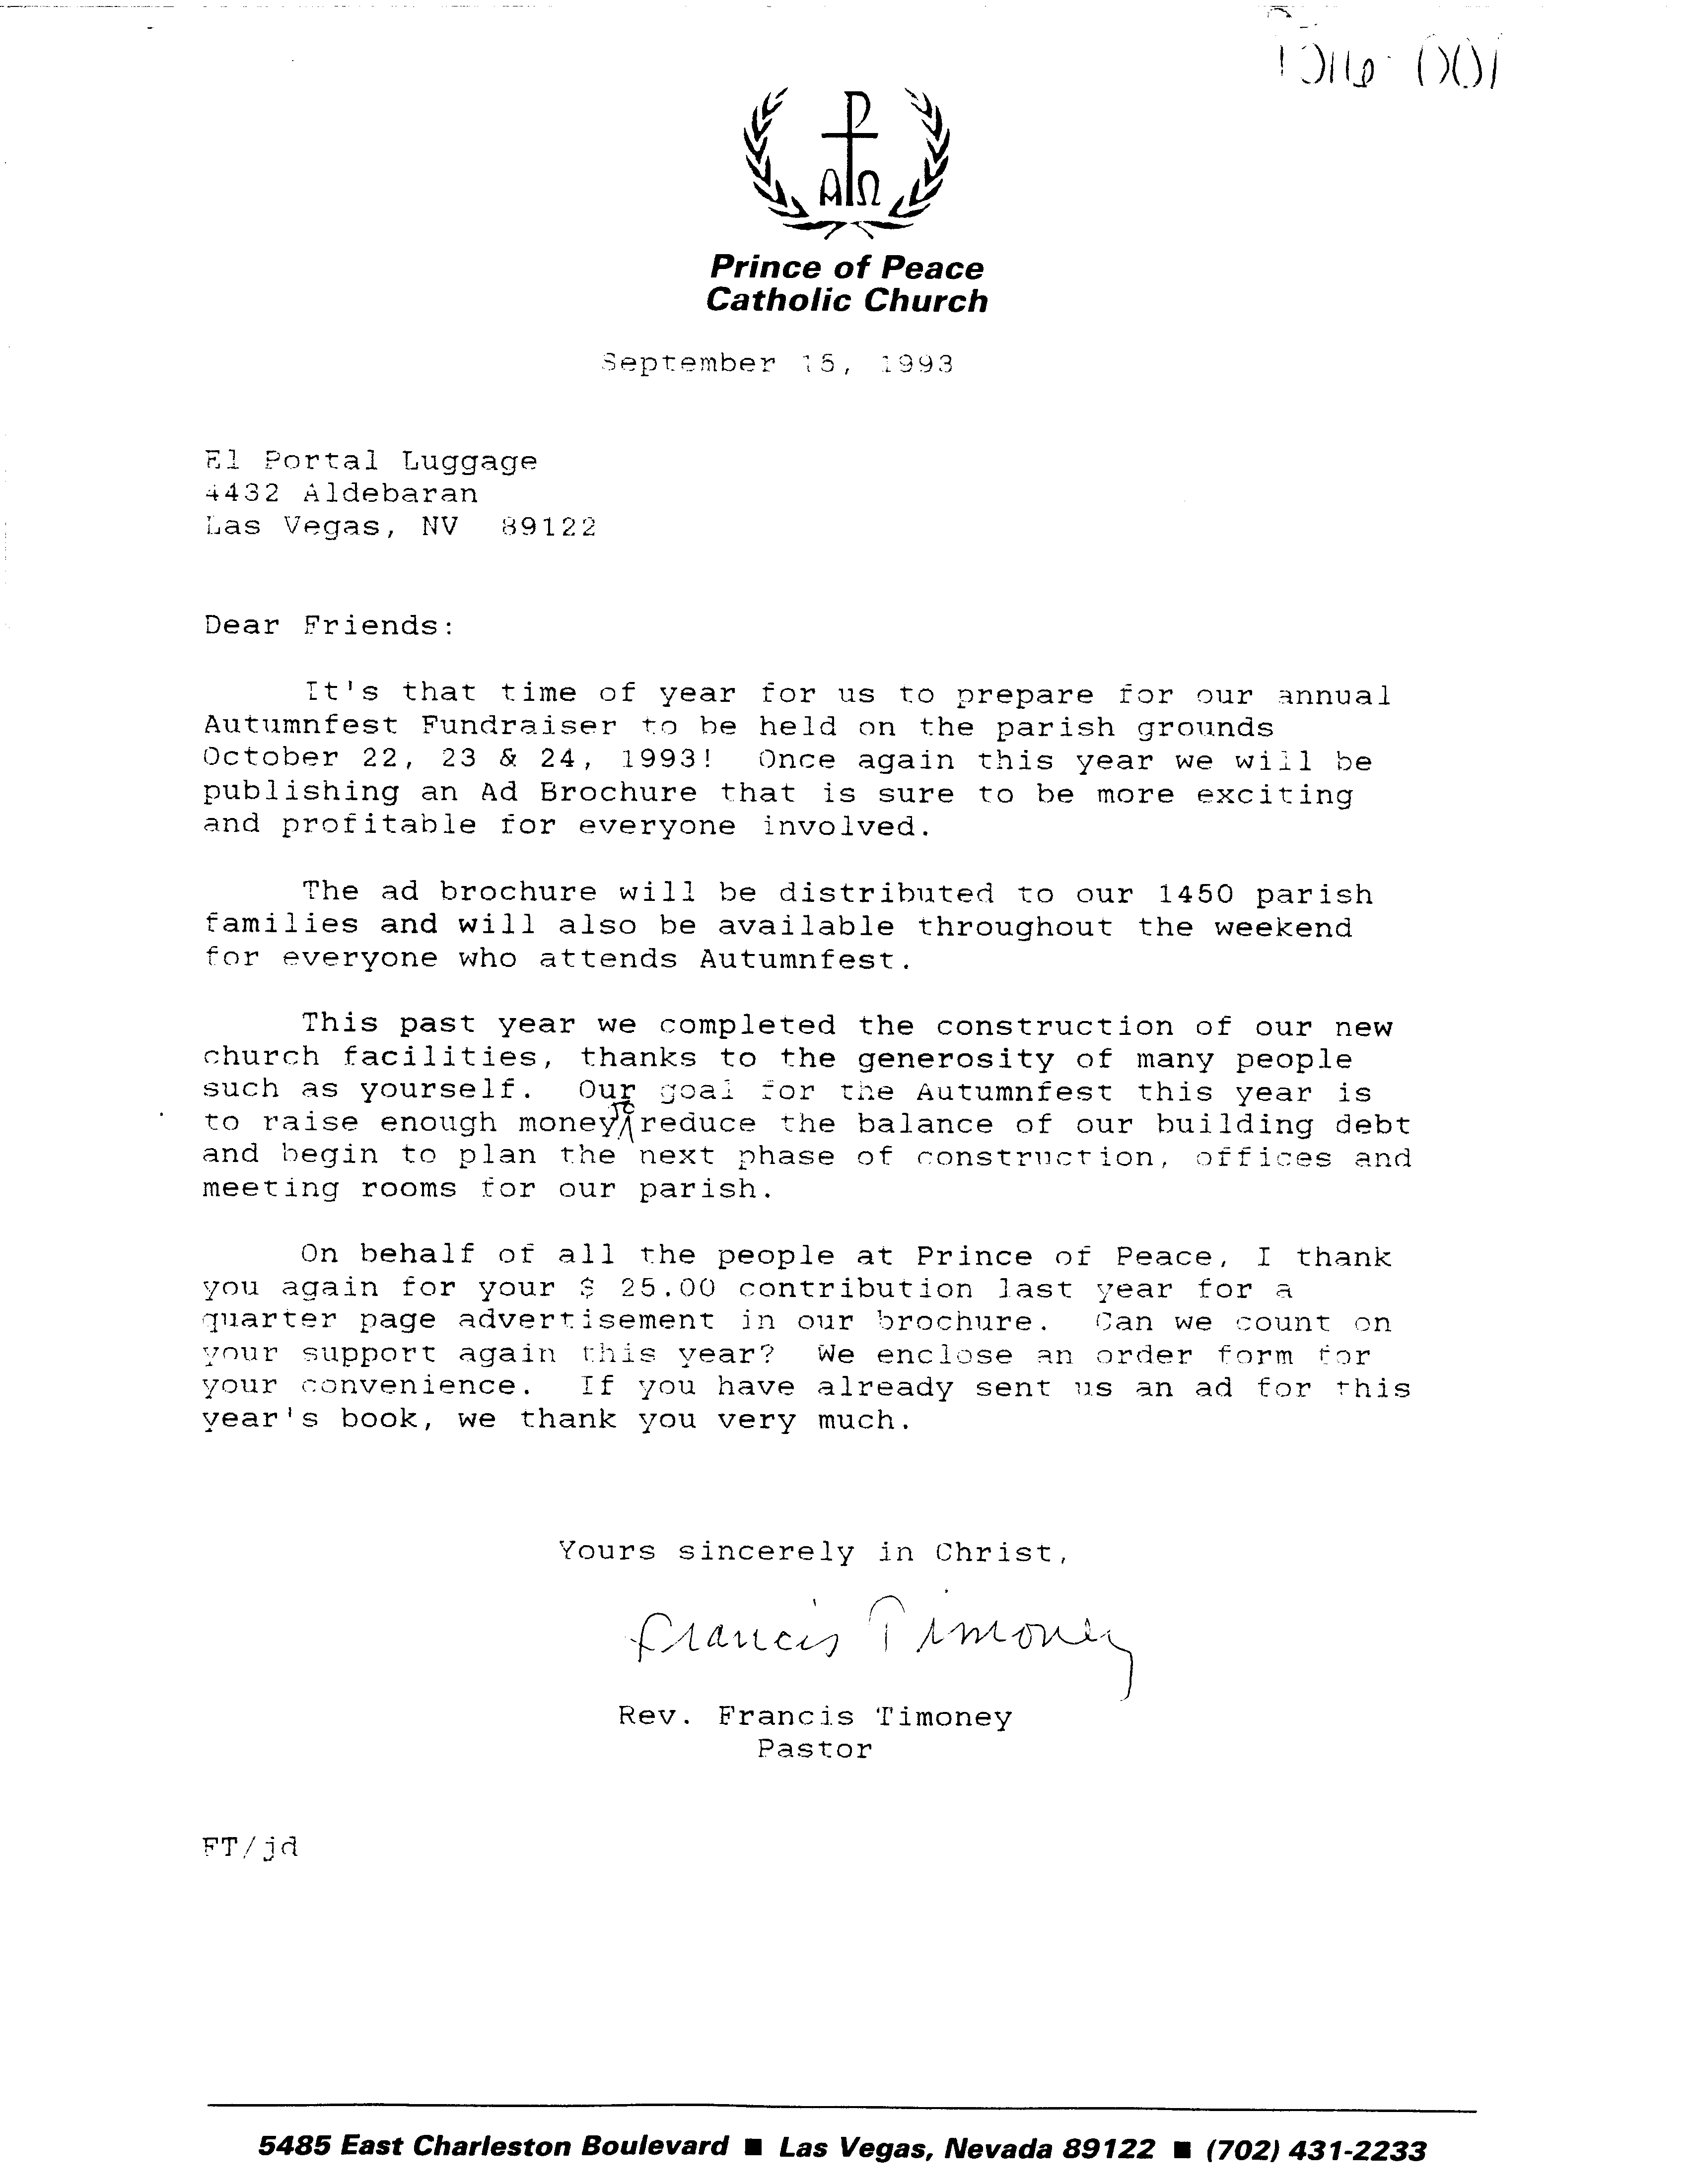 ΑΩ
Prince of Peace
Catholic Church
September 15, 1993
El Portal Luggage
4432 Aldebaran
Las Vegas, NV  89122
Dear Friends:
It's that time of year for us to prepare for our annual
Autumnfest Fundraiser to be held on the parish grounds
October 22, 23 & 24, 1993!  Once again this year we will be
publishing an Ad Brochure that is sure to be more exciting
and profitable for everyone involved.
The ad brochure will be distributed to our 1450 parish
families and will also be available throughout the weekend
for everyone who attends Autumnfest.
This past year we completed the construction of our new
church facilities, thanks to the generosity of many people
such as yourself.  Our goal for the Autumnfest this year is
to raise enough money to reduce the balance of our building debt
and begin to plan the next phase of construction, offices and
meeting rooms for our parish.
On behalf of all the people at Prince of Peace, I thank
you again for your $ 25.00 contribution last year for a
quarter page advertisement in our brochure.  Can we count on
your support again this year?  We enclose an order form for
your convenience.  If you have already sent us an ad for this
year's book, we thank you very much.
Yours sincerely in Christ,
Francis Timoney
Rev. Francis Timoney
Pastor
FT/jd
5485 East Charleston Boulevard ■ Las Vegas, Nevada 89122 ■ (702) 431-2233